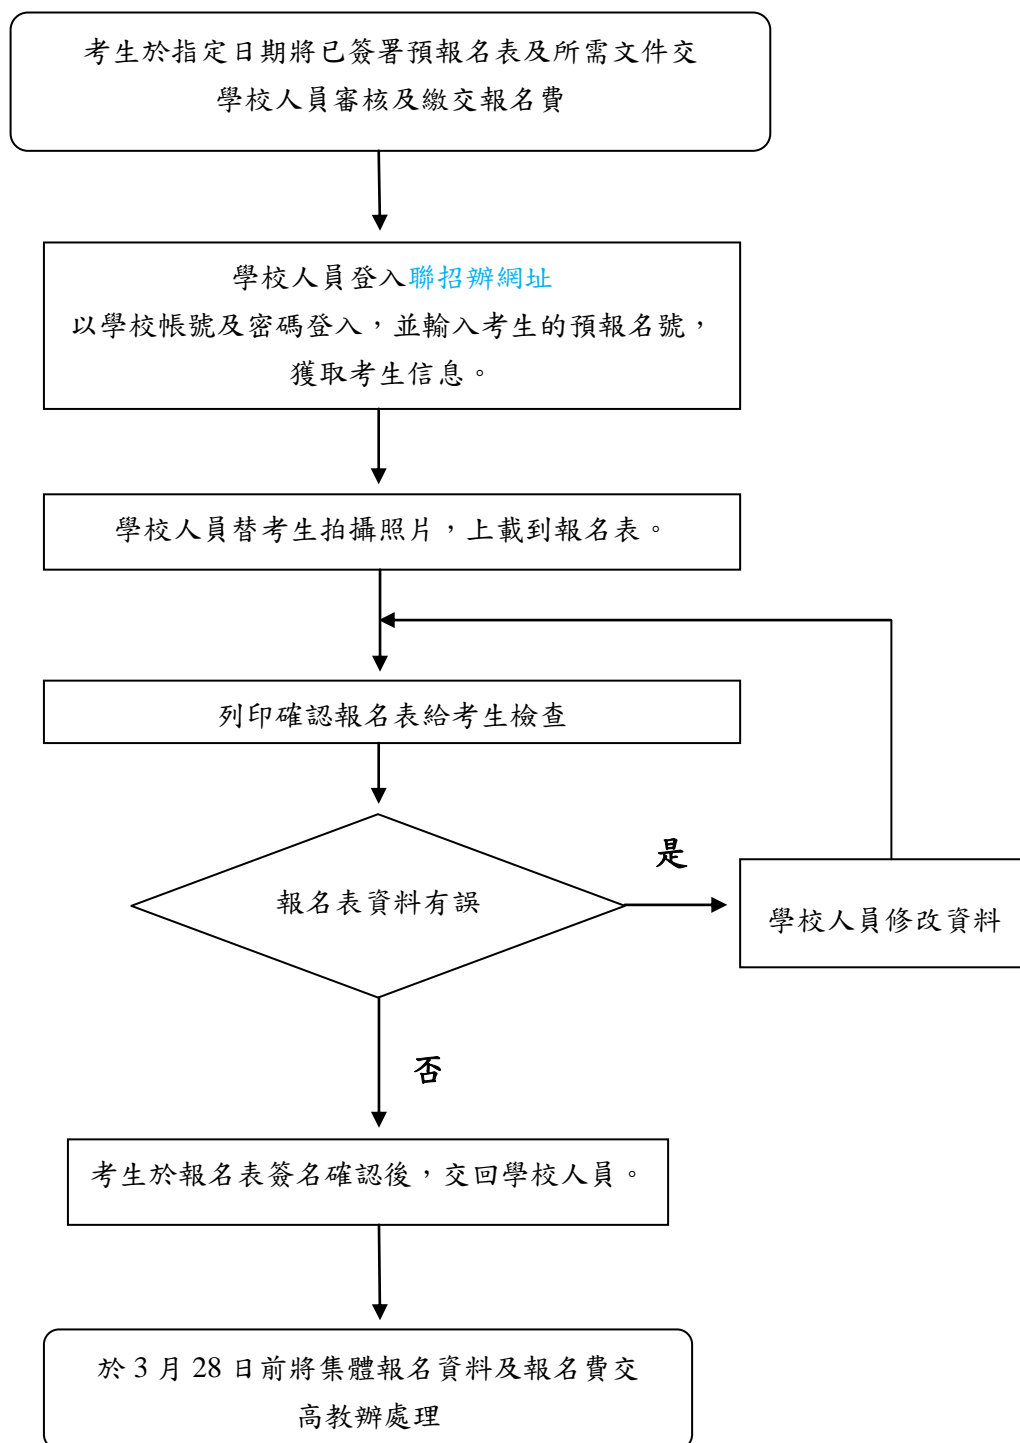 考生於指定日期將已簽署預報名表及所需文件交
學校人員審核及繳交報名費
學校人員登入聯招辦網址
以學校帳號及密碼登入，並輸入考生的預報名號，
獲取考生信息。
學校人員替考生拍攝照片，上載到報名表。
列印確認報名表給考生檢查
報名表資料有誤
是
學校人員修改資料
否
考生於報名表簽名確認後，交回學校人員。
於 3 月 28 日前將集體報名資料及報名費交
高教辦處理